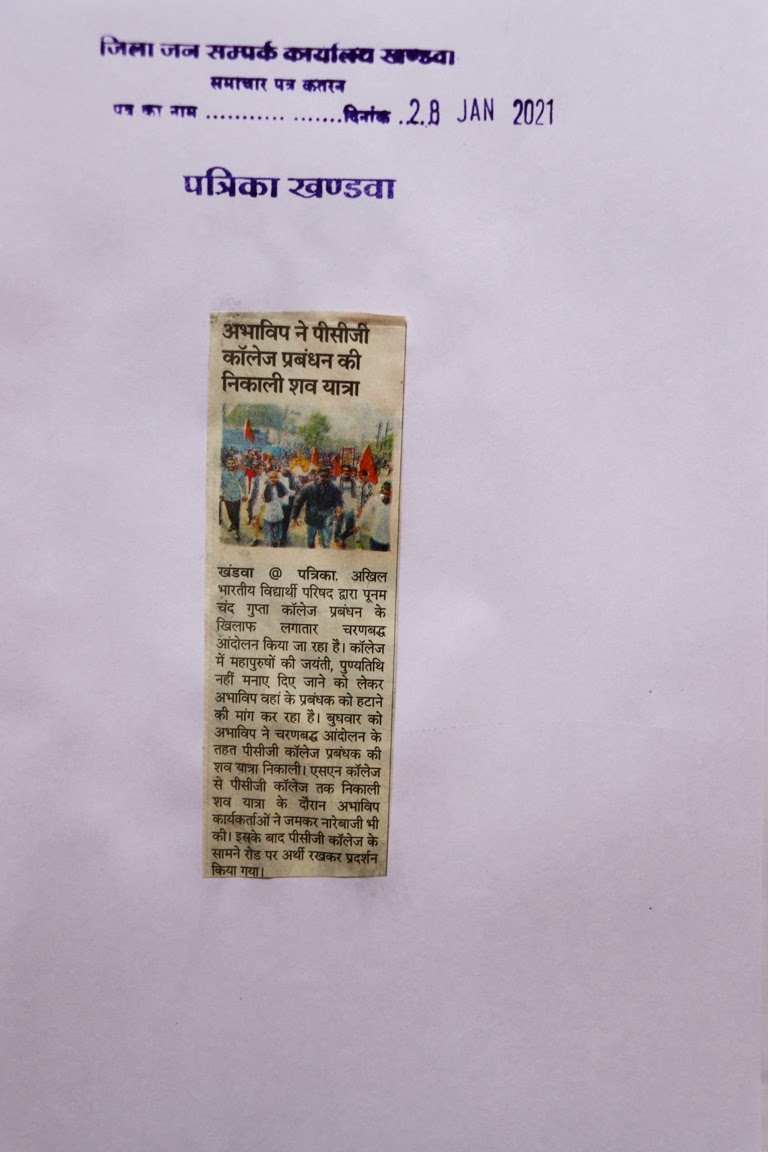 जिला जन सम्पर्क कार्यालय खण्डवा
समाचार पत्र कतरन
पत्र का नाम ........... .......दिनांक ..28 JAN 2021
पत्रिका खण्डवा
अभाविप ने पीसीजी
कॉलेज प्रबंधन की
निकाली शव यात्रा
खंडवा @ पत्रिका. अखिल
भारतीय विद्यार्थी परिषद द्वारा पूनम
चंद गुप्ता कॉलेज प्रबंधन के
खिलाफ लगातार चरणबद्ध
आंदोलन किया जा रहा है। कॉलेज
में महापुरुषों की जयंती, पुण्यतिथि
नहीं मनाए दिए जाने को लेकर
अभाविप वहां के प्रबंधक को हटाने
की मांग कर रहा है। बुधवार को
अभाविप ने चरणबद्ध आंदोलन के
तहत पीसीजी कॉलेज प्रबंधक की
शव यात्रा निकाली। एसएन कॉलेज
से पीसीजी कॉलेज तक निकाली
शव यात्रा के दौरान अभाविप
कार्यकर्ताओं ने जमकर नारेबाजी भी
की। इसके बाद पीसीजी कॉलेज के
सामने रोड पर अर्थी रखकर प्रदर्शन
किया गया।